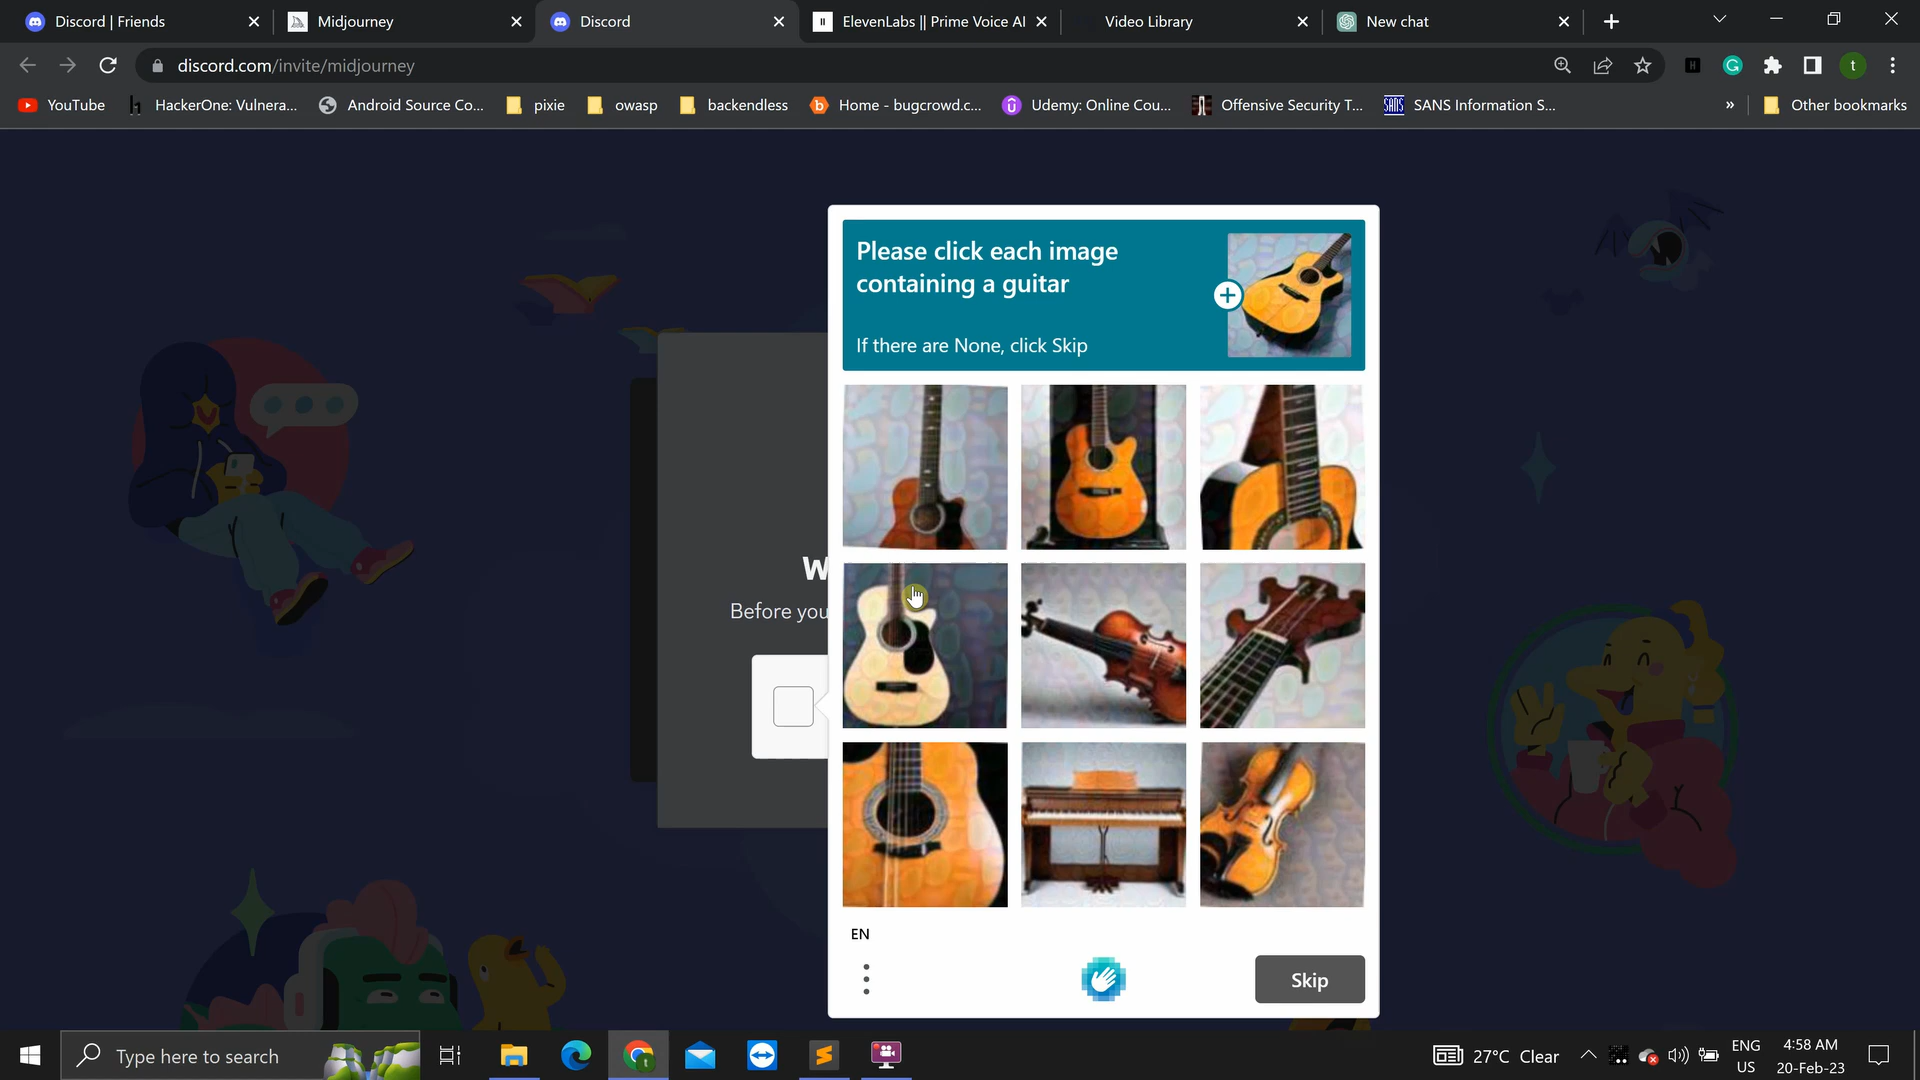 Discord | Friends
Midjourney
Discord
ElevenLabs || Prime Voice AI
Video Library
New chat
discord.com/invite/midjourney
t
YouTube
HackerOne: Vulnera...
Android Source Co...
pixie
owasp
backendless
Home - bugcrowd.c...
Udemy: Online Cou...
Offensive Security T...
SANS Information S...
»
Other bookmarks
Please click each image
containing a guitar
If there are None, click Skip
W
Before you
EN
Skip
Type here to search
27°C Clear
ENG
US
4:58 AM
20-Feb-23